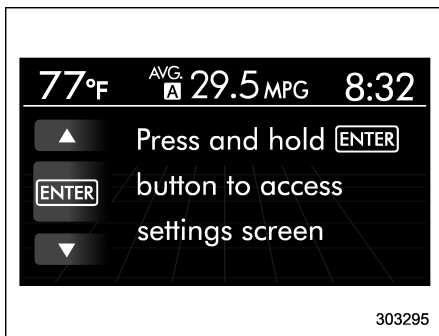 77°F AVG. A 29.5 MPG 8:32
▲ Press and hold ENTER
ENTER button to access
▼ settings screen
303295